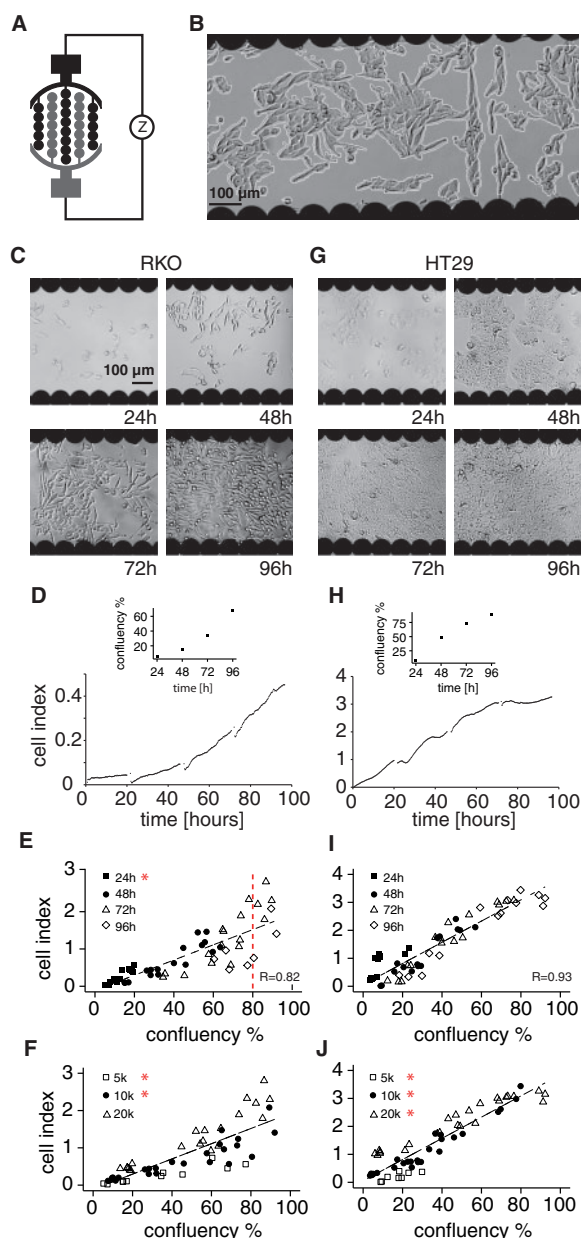 A
B
Z
100 µm
C
RKO
G
HT29
100 µm
24h
48h
24h
48h
72h
96h
72h
96h
D
confluency %
60
40
20
24
48
72
96
time [h]
cell index
0.4
0.2
0
0
20
40
60
80
100
time [hours]
H
confluency %
75
50
25
24
48
72
96
time [h]
4
3
2
1
0
0
20
40
60
80
100
time [hours]
E
cell index
3
2
1
0
24h *
48h
72h
96h
R=0.82
0
20
40
60
80
100
confluency %
I
4
3
2
1
0
24h
48h
72h
96h
R=0.93
0
20
40
60
80
100
confluency %
F
cell index
3
2
1
0
5k *
10k *
20k
0
20
40
60
80
100
confluency %
J
4
3
2
1
0
5k *
10k *
20k *
0
20
40
60
80
100
confluency %